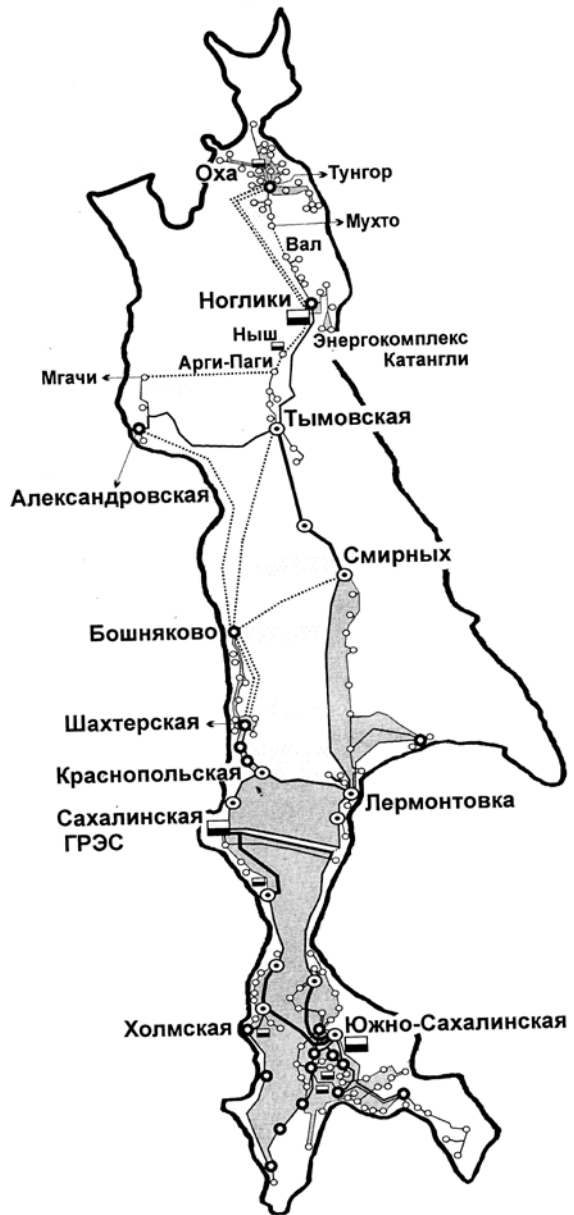 Оха
Тунгор
Мухто
Вал
Ноглики
Ныш
Энергокомплекс
Катангли
Арги-Паги
Мгачи
Тымовская
Александровская
Смирных
Бошняково
Шахтерская
Краснопольская
Лермонтовка
Сахалинская
ГРЭС
Холмская
Южно-Сахалинская